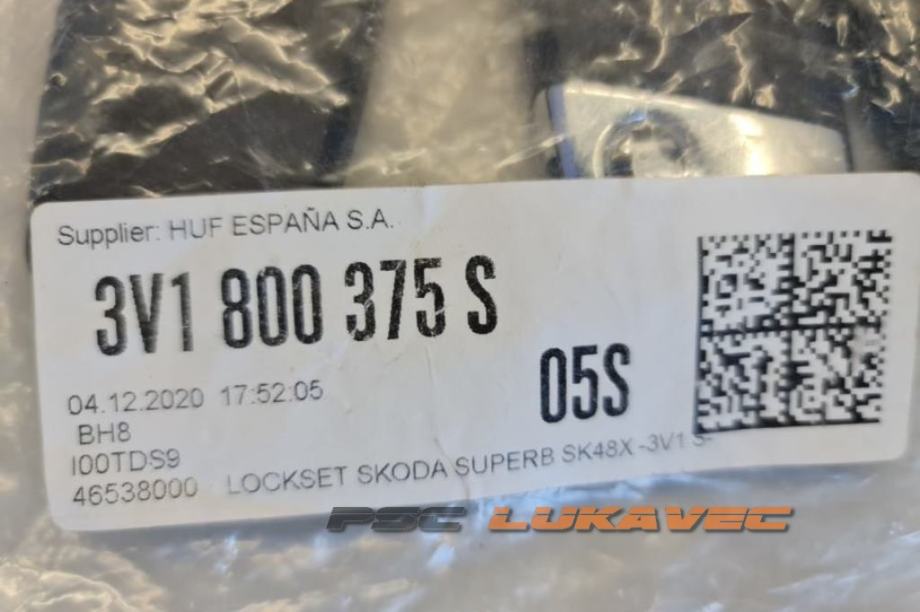 Supplier: HUF ESPAÑA S.A.
3V1 800 375 S
05S
04.12.2020 17:52:05
BH8
I00TDS9
46538000 LOCKSET SKODA SUPERB SK48X -3V1 S-
PSC LUKAVEC